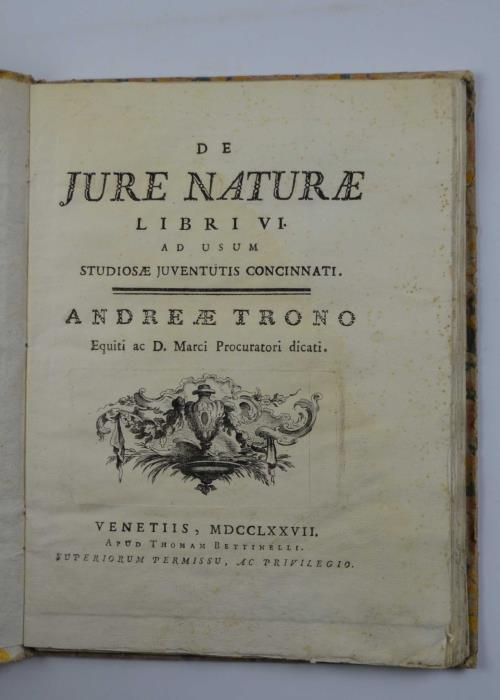 DE
JURE NATURÆ
LIBRI VI.
AD USUM
STUDIOSÆ JUVENTUTIS CONCINNATI.
ANDREÆ TRONO
Equiti ac D. Marci Procuratori dicati.
VENETIIS, MDCCLXXVII.
APUD THOMAM BETTINELLI.
SUPERIORUM PERMISSU, AC PRIVILEGIO.